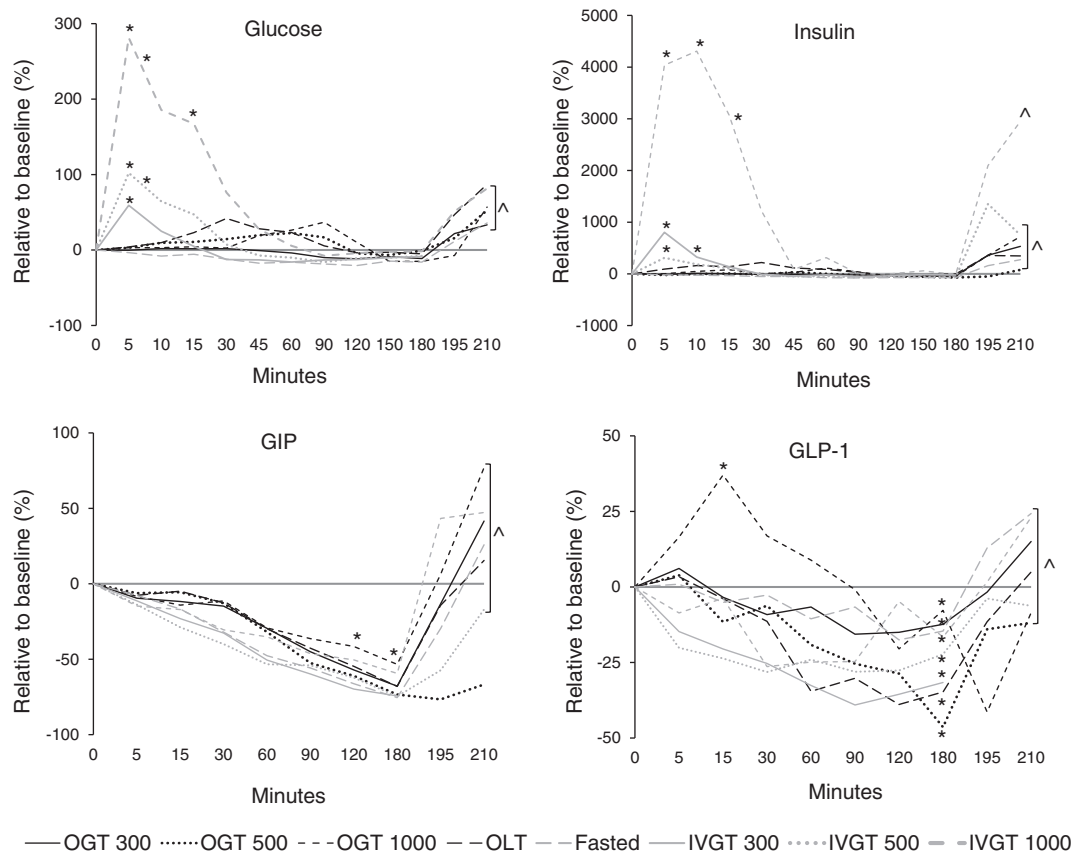 Glucose
Relative to baseline (%)
300
200
100
0
-100
0 5 10 15 30 45 60 90 120 150 180 195 210
Minutes
* * * * * *
^
Insulin
Relative to baseline (%)
5000
4000
3000
2000
1000
0
-1000
0 5 10 15 30 45 60 90 120 150 180 195 210
Minutes
* * * * * *
^
^
GIP
Relative to baseline (%)
100
50
0
-50
-100
0 5 15 30 60 90 120 180 195 210
Minutes
* *
^
GLP-1
Relative to baseline (%)
50
25
0
-25
-50
0 5 15 30 60 90 120 180 195 210
Minutes
* * * * * * * *
^
OGT 300 OGT 500 OGT 1000 OLT Fasted IVGT 300 IVGT 500 IVGT 1000